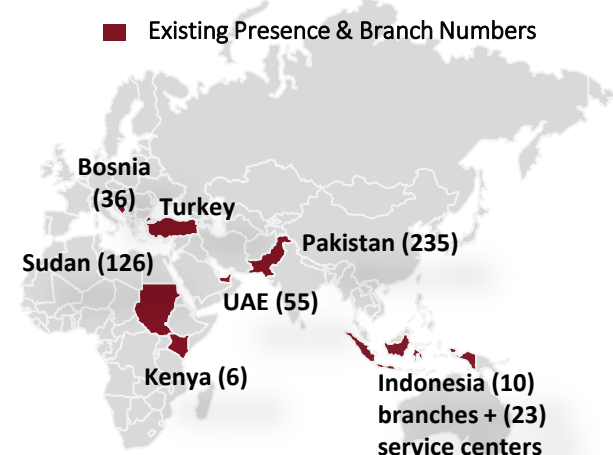 Existing Presence & Branch Numbers
Bosnia
(36)
Turkey
Pakistan (235)
Sudan (126)
UAE (55)
Kenya (6)
Indonesia (10)
branches + (23)
service centers